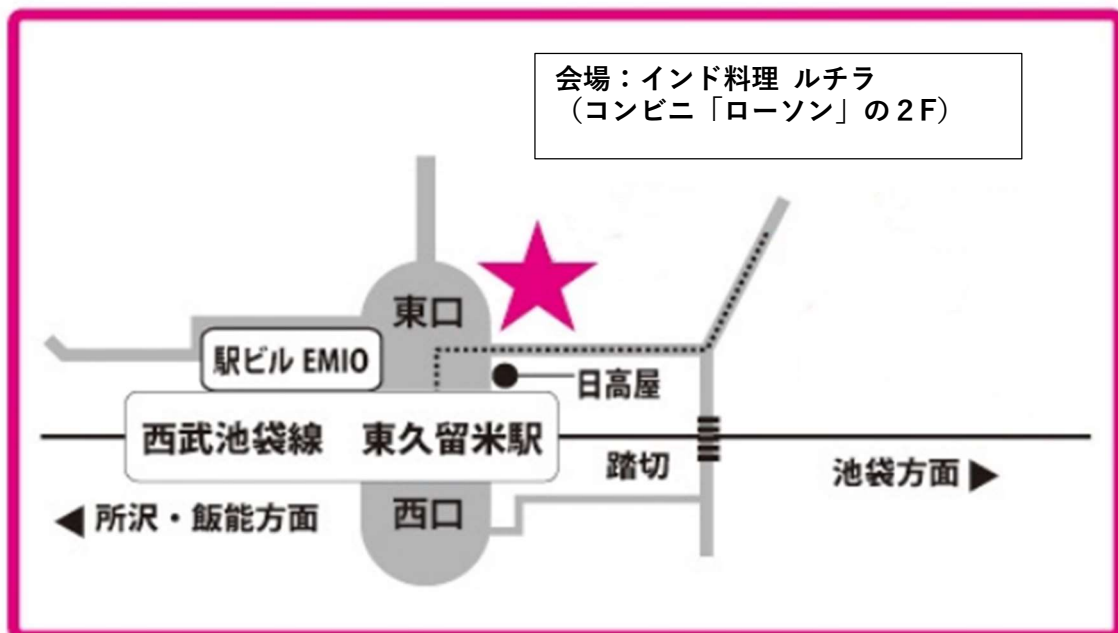 会場：インド料理 ルチラ
（コンビニ「ローソン」の２F）
東口
駅ビル EMIO
日高屋
西武池袋線　東久留米駅
踏切
池袋方面 ▶
◀ 所沢・飯能方面
西口